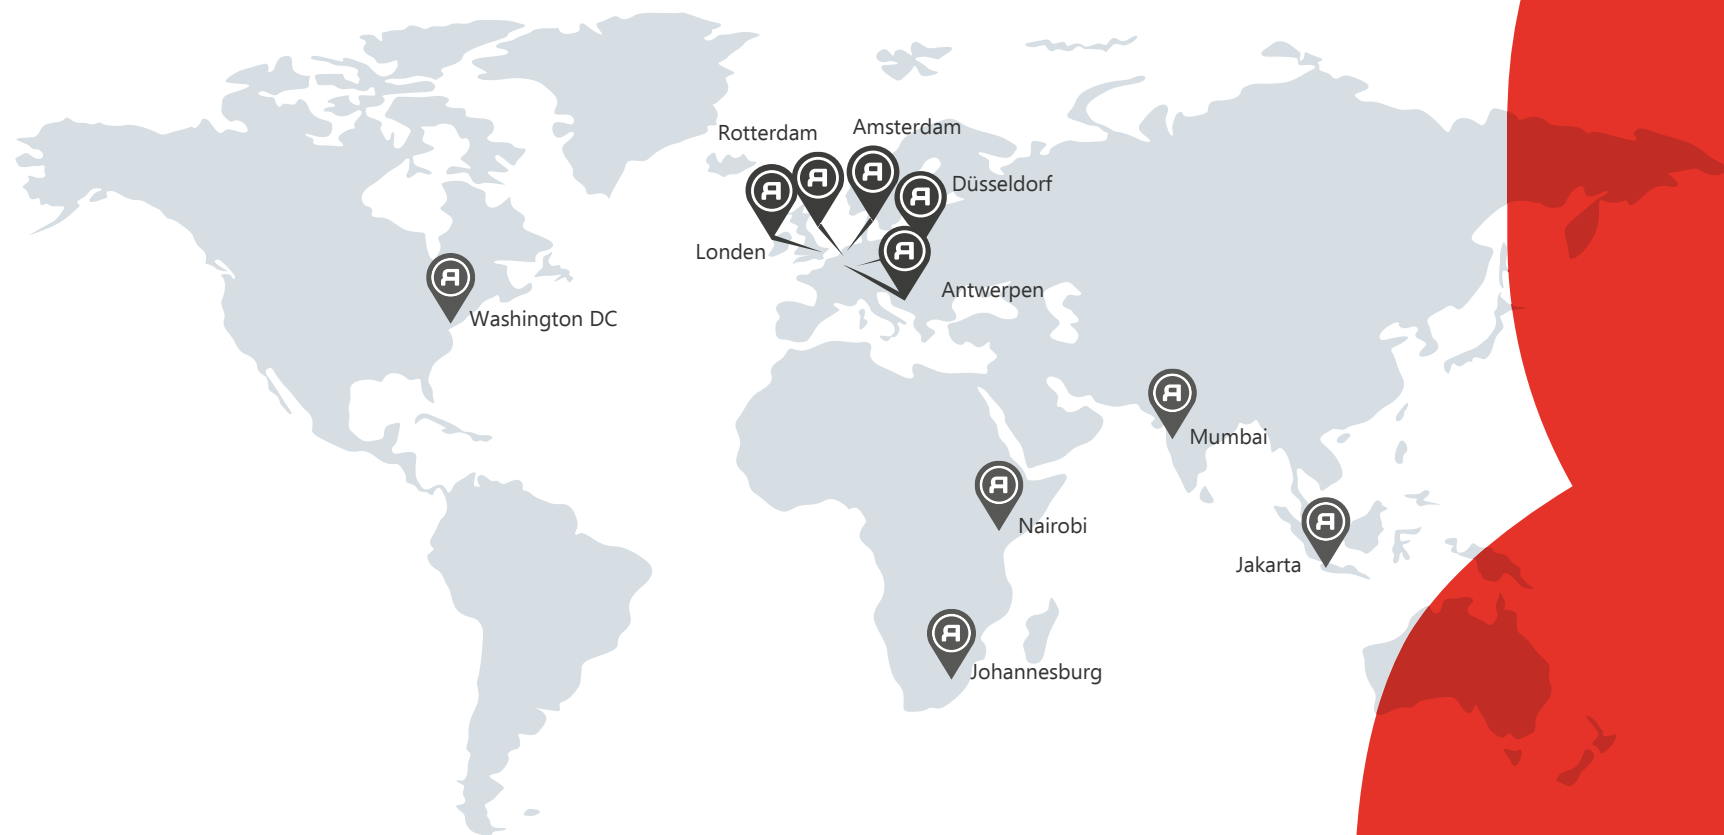 Rotterdam
Amsterdam
Düsseldorf
Londen
Antwerpen
Washington DC
Mumbai
Nairobi
Jakarta
Johannesburg